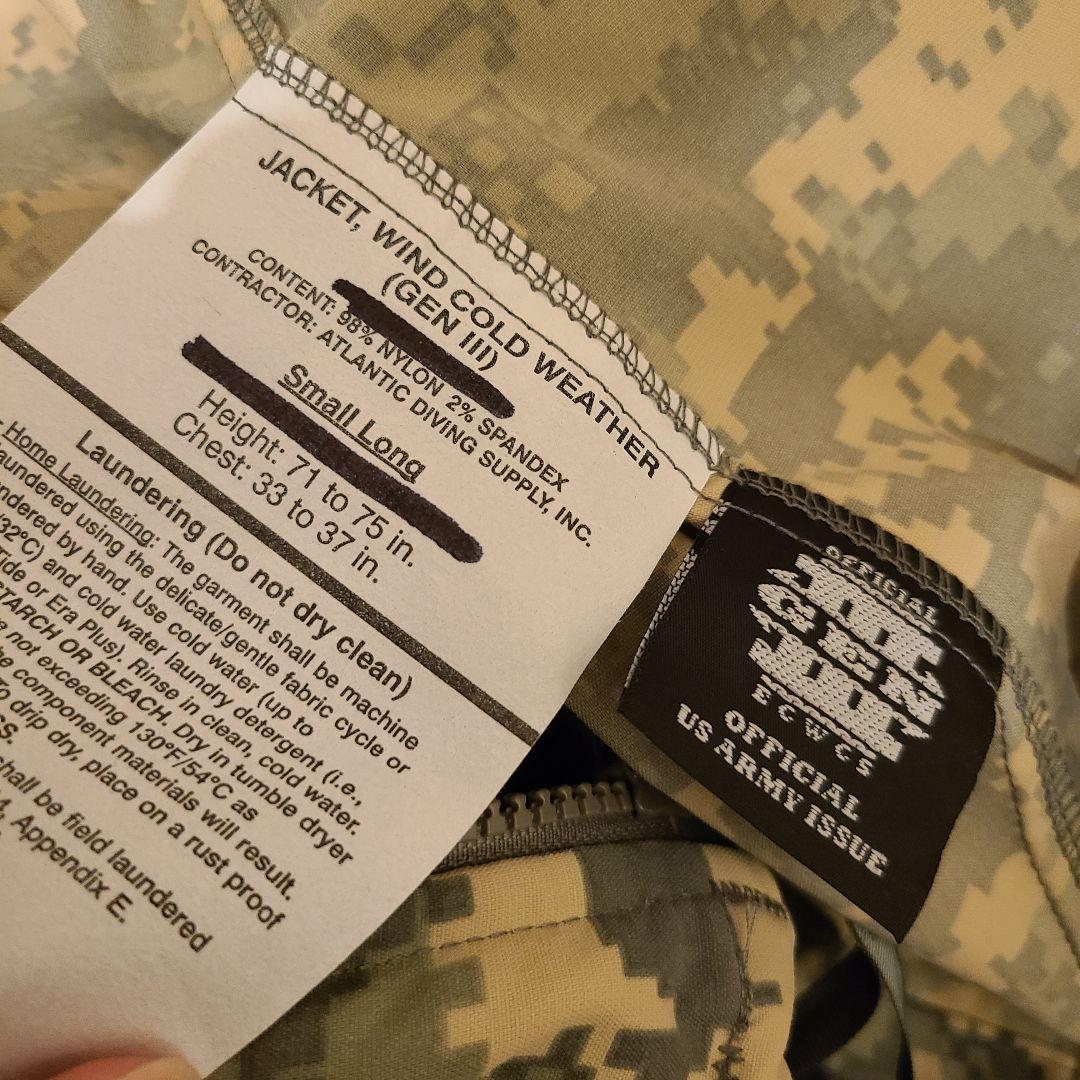 JACKET, WIND COLD WEATHER
(GEN III)
CONTENT: 98% NYLON 2% SPANDEX
CONTRACTOR: ATLANTIC DIVING SUPPLY, INC.
Small Long
Height: 71 to 75 in.
Chest: 33 to 37 in.
Laundering (Do not dry clean)
Home Laundering: The garment shall be machine
laundered using the delicate/gentle fabric cycle or
by hand. Use cold water (up to
32°C) and cold water laundry detergent (i.e.,
Tide or Era Plus). Rinse in clean, cold water.
STARCH OR BLEACH. Dry in tumble dryer
not exceeding 130°F/54°C as
component materials will result.
To drip dry, place on a rust proof
shall be field laundered
Appendix E.
OFFICIAL
GEN
ECWCS
OFFICIAL
US ARMY ISSUE